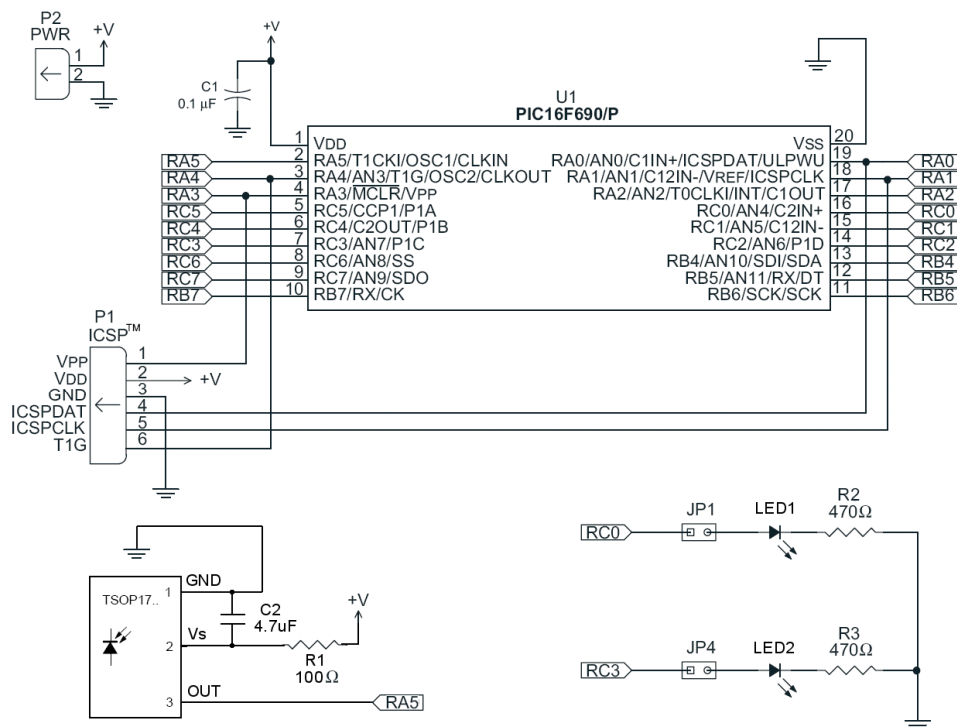 P2
PWR
+V
1
2
+V
C1
0.1 µF
U1
PIC16F690/P
1 VDD
2 RA5/T1CKI/OSC1/CLKIN
3 RA4/AN3/T1G/OSC2/CLKOUT
4 RA3/MCLR/VPP
5 RC5/CCP1/P1A
6 RC4/C2OUT/P1B
7 RC3/AN7/P1C
8 RC6/AN8/SS
9 RC7/AN9/SDO
10 RB7/RX/CK
VSS 20
RA0/AN0/C1IN+/ICSPDAT/ULPWU 19
RA1/AN1/C12IN-/VREF/ICSPCLK 18
RA2/AN2/T0CLKI/INT/C1OUT 17
RC0/AN4/C2IN+ 16
RC1/AN5/C12IN- 15
RC2/AN6/P1D 14
RB4/AN10/SDI/SDA 13
RB5/AN11/RX/DT 12
RB6/SCK/SCK 11
RA5
RA4
RA3
RC5
RC4
RC3
RC6
RC7
RB7
RA0
RA1
RA2
RC0
RC1
RC2
RB4
RB5
RB6
P1
ICSP™
VPP 1
VDD 2 +V
GND 3
ICSPDAT 4
ICSPCLK 5
T1G 6
TSOP17..
1 GND
2 Vs
3 OUT
C2
4.7uF
+V
R1
100Ω
RA5
RC0
JP1
LED1
R2
470Ω
RC3
JP4
LED2
R3
470Ω